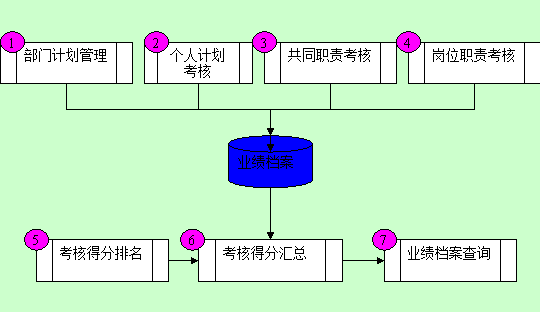 1
部门计划管理
2
个人计划
考核
3
共同职责考核
4
岗位职责考核
业绩档案
5
考核得分排名
6
考核得分汇总
7
业绩档案查询